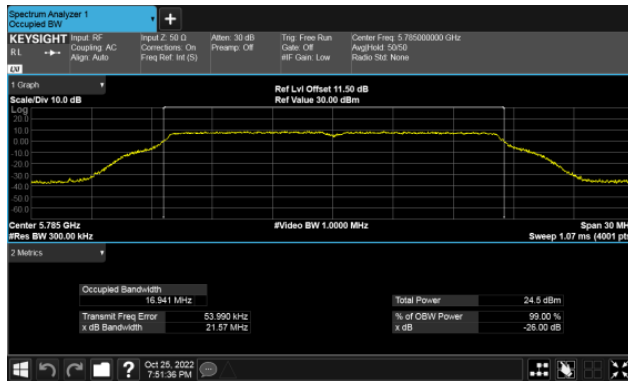 Spectrum Analyzer 1
Occupied BW
+
KEYSIGHT Input: RF Input Z: 50 Ω Atten: 30 dB Trig: Free Run Center Freq: 5.785000000 GHz
RL Coupling: AC Corrections: On Preamp: Off Gate: Off Avg|Hold: 50/50
Align: Auto Freq Ref: Int (S) #IF Gain: Low Radio Std: None
LXI
1 Graph Ref Lvl Offset 11.50 dB
Scale/Div 10.0 dB Ref Value 30.00 dBm
Log
20.0
10.0
0.00
-10.0
-20.0
-30.0
-40.0
-50.0
-60.0
Center 5.785 GHz #Video BW 1.0000 MHz Span 30 MH
#Res BW 300.00 kHz Sweep 1.07 ms (4001 pts
2 Metrics
Occupied Bandwidth
16.941 MHz Total Power 24.5 dBm
Transmit Freq Error 53.990 kHz % of OBW Power 99.00 %
x dB Bandwidth 21.57 MHz x dB -26.00 dB
? Oct 25, 2022
7:51:36 PM